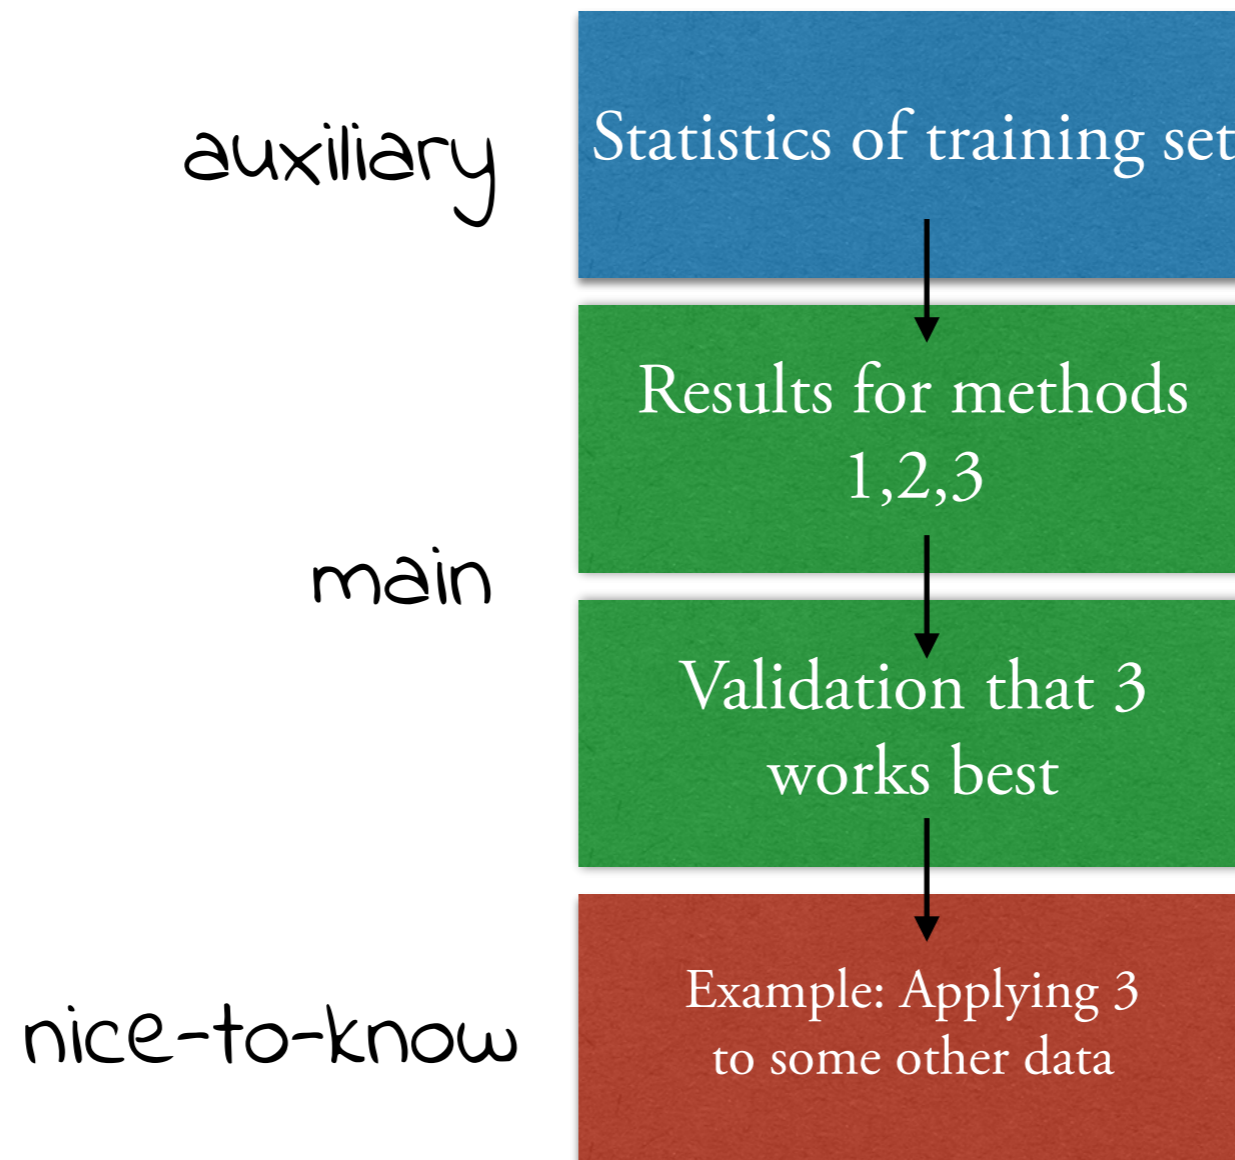 auxiliary
Statistics of training set
Results for methods
1,2,3
main
Validation that 3
works best
nice-to-know
Example: Applying 3
to some other data